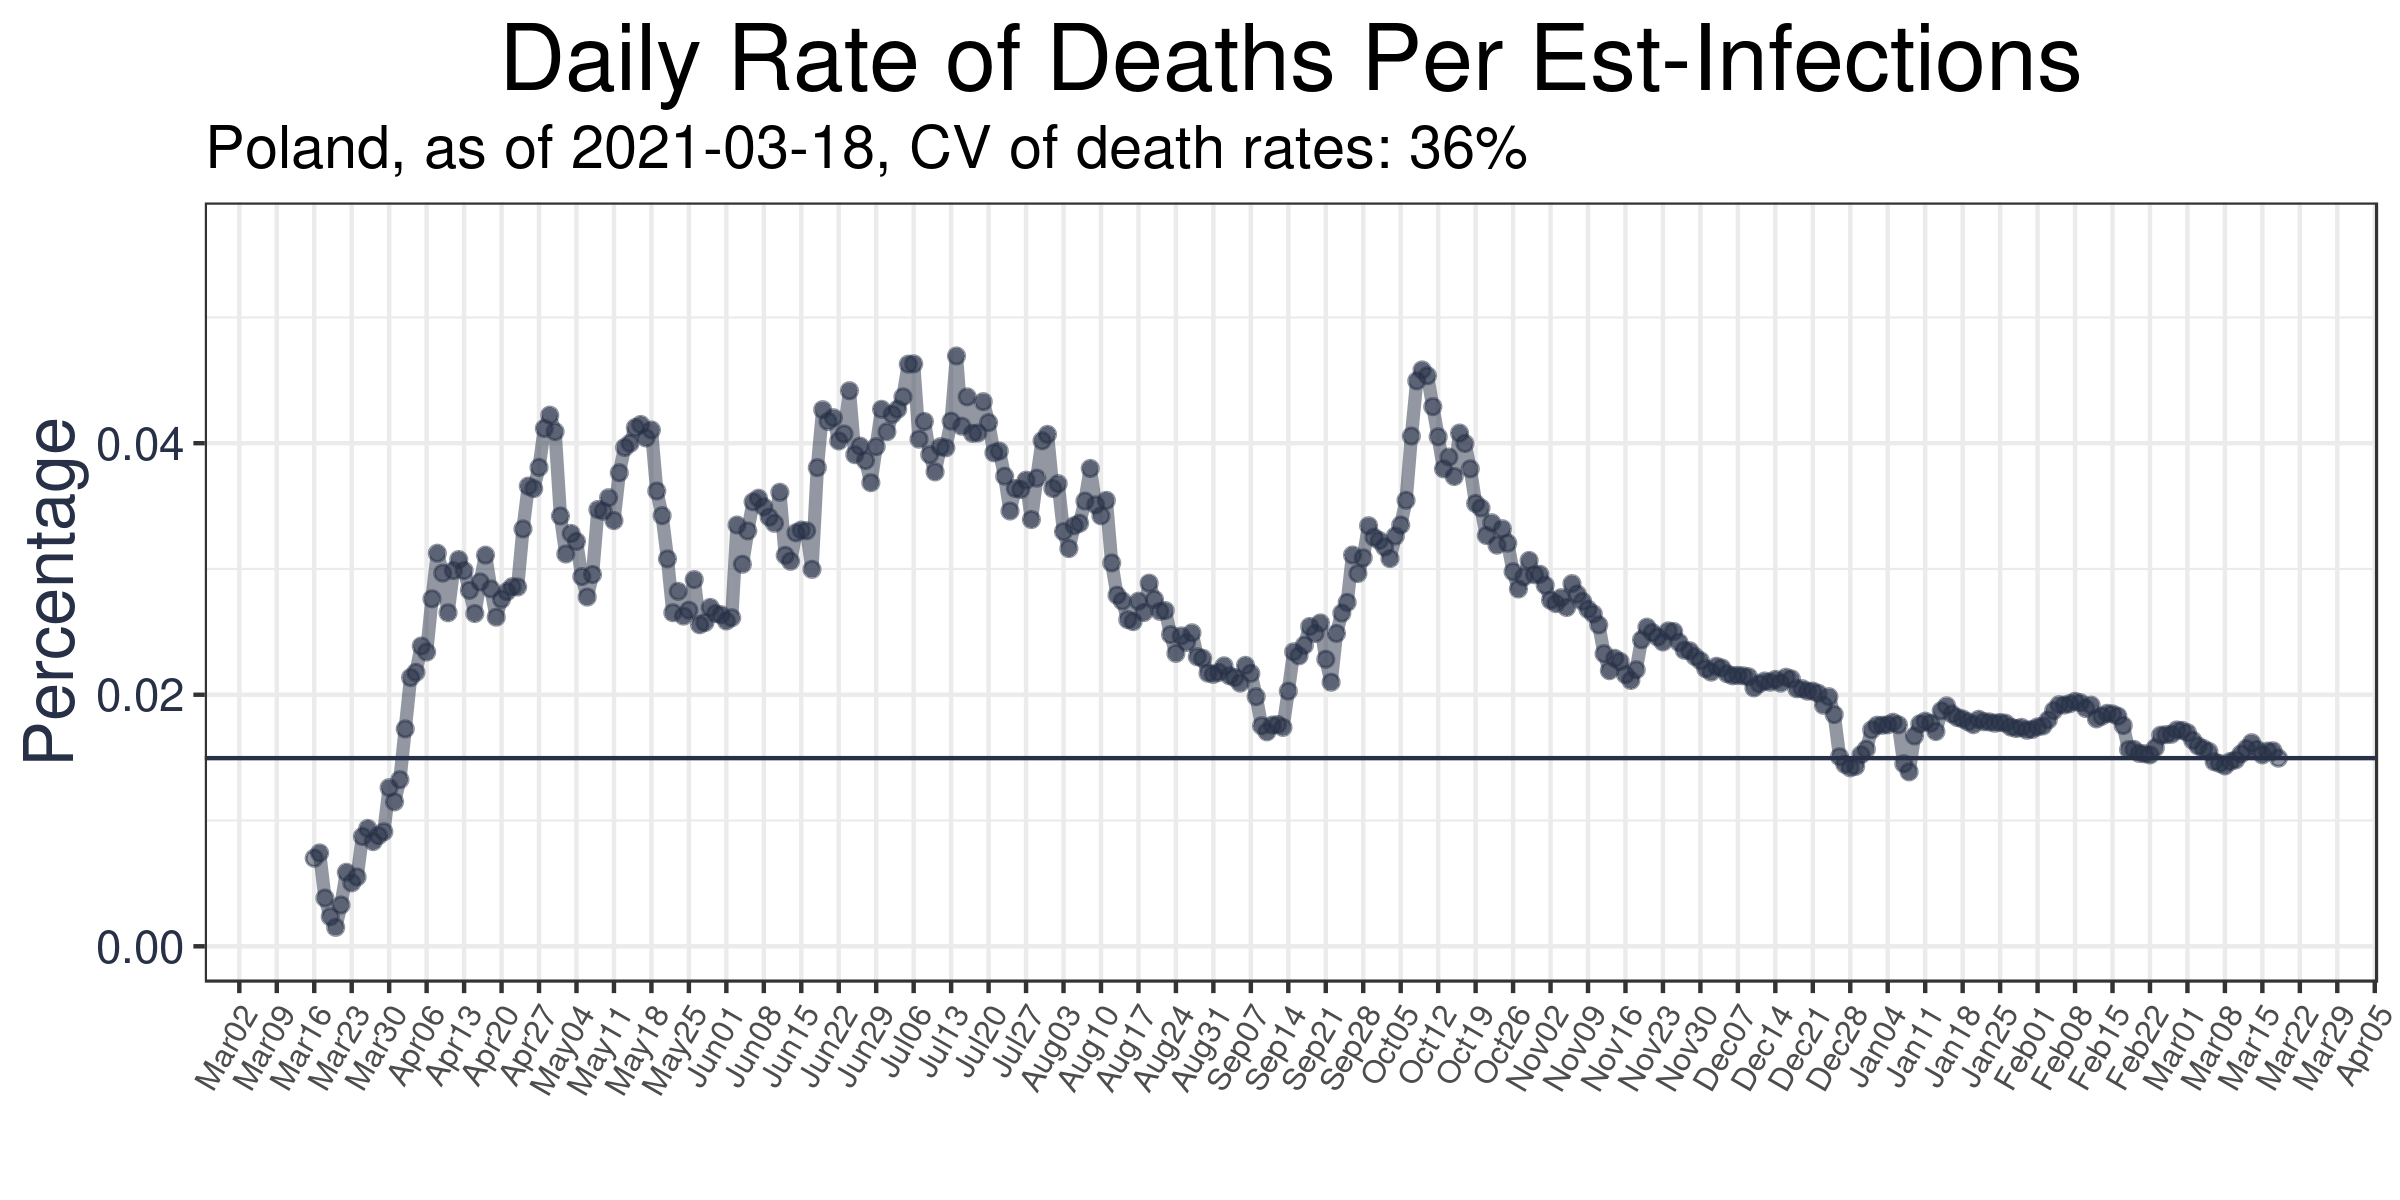 Daily Rate of Deaths Per Est-Infections
Poland, as of 2021-03-18, CV of death rates: 36%
Percentage
0.04
0.02
0.00
Mar02
Mar09
Mar16
Mar23
Mar30
Apr06
Apr13
Apr20
Apr27
May04
May11
May18
May25
Jun01
Jun08
Jun15
Jun22
Jun29
Jul06
Jul13
Jul20
Jul27
Aug03
Aug10
Aug17
Aug24
Aug31
Sep07
Sep14
Sep21
Sep28
Oct05
Oct12
Oct19
Oct26
Nov02
Nov09
Nov16
Nov23
Nov30
Dec07
Dec14
Dec21
Dec28
Jan04
Jan11
Jan18
Jan25
Feb01
Feb08
Feb15
Feb22
Mar01
Mar08
Mar15
Mar22
Mar29
Apr05